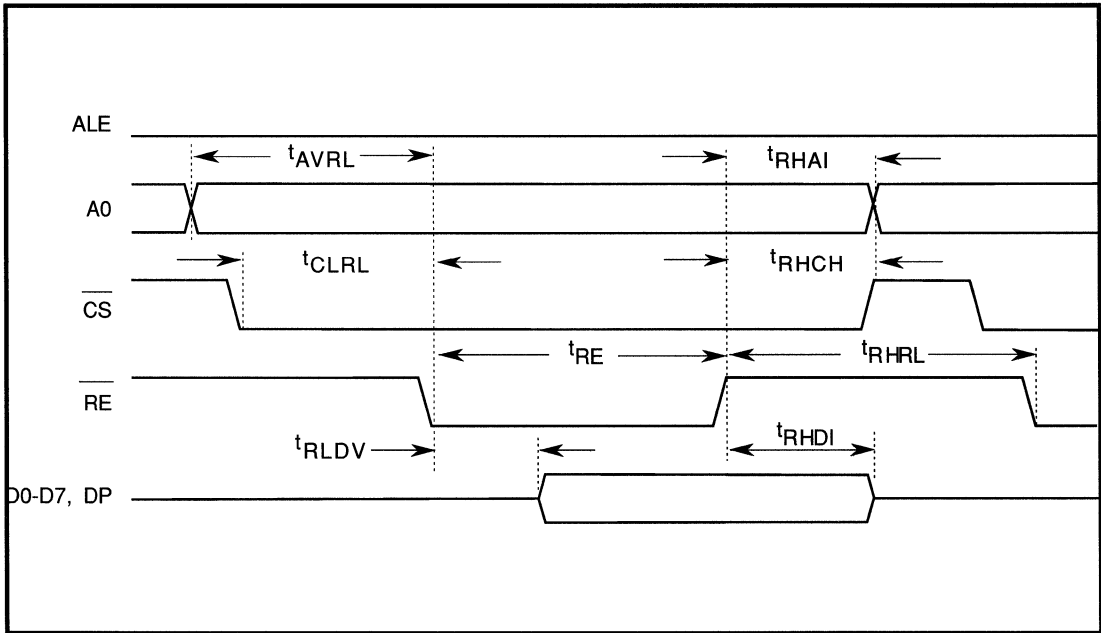 ALE
tAVRL tRHAI
A0
tCLRL tRHCH
CS
tRE tRHRL
RE
tRLDV tRHDI
D0-D7, DP